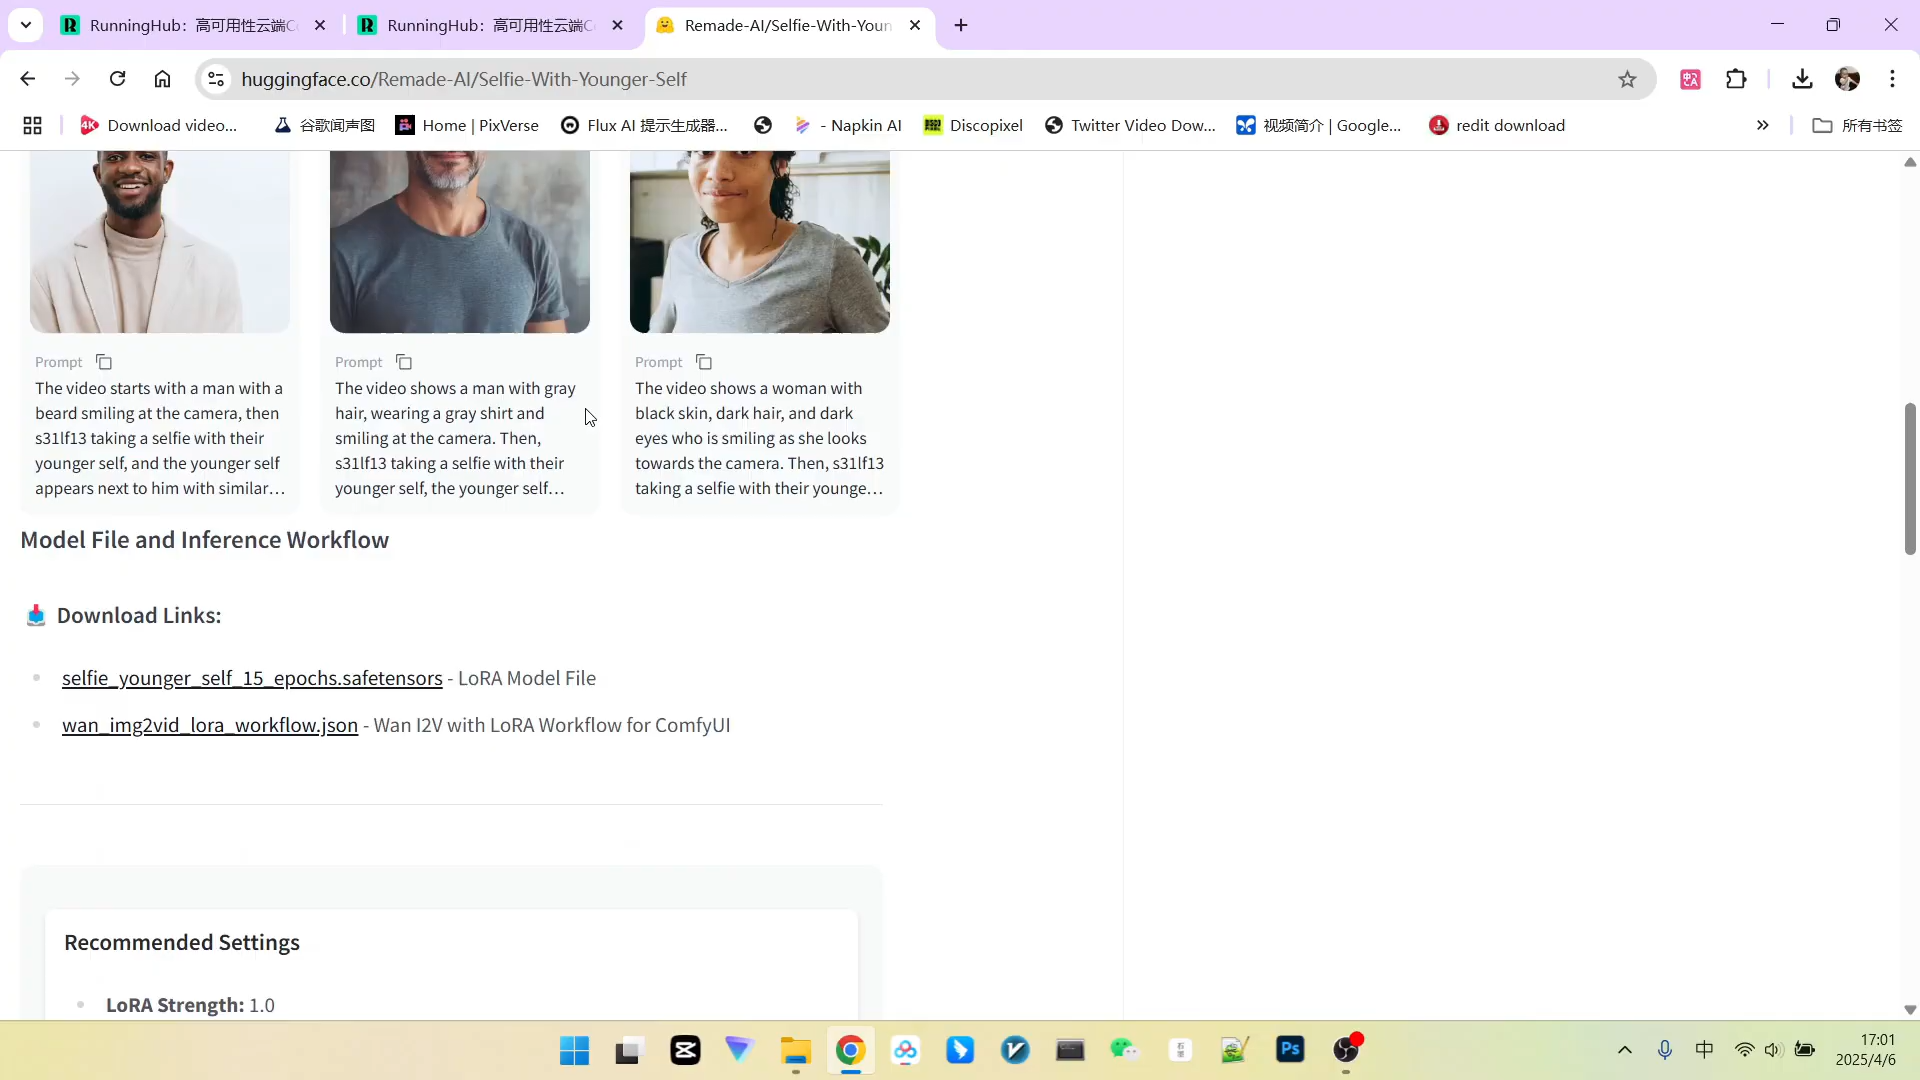 RunningHub：高可用性云端C
RunningHub：高可用性云端C
Remade-AI/Selfie-With-Youn
huggingface.co/Remade-AI/Selfie-With-Younger-Self
Download video...
谷歌闻声图
Home | PixVerse
Flux AI 提示生成器...
- Napkin AI
Discopixel
Twitter Video Dow...
视频简介 | Google...
redit download
所有书签
Prompt
The video starts with a man with a
beard smiling at the camera, then
s31lf13 taking a selfie with their
younger self, and the younger self
appears next to him with similar...
Prompt
The video shows a man with gray
hair, wearing a gray shirt and
smiling at the camera. Then,
s31lf13 taking a selfie with their
younger self, the younger self...
Prompt
The video shows a woman with
black skin, dark hair, and dark
eyes who is smiling as she looks
towards the camera. Then, s31lf13
taking a selfie with their younge...
Model File and Inference Workflow
Download Links:
selfie_younger_self_15_epochs.safetensors - LoRA Model File
wan_img2vid_lora_workflow.json - Wan I2V with LoRA Workflow for ComfyUI
Recommended Settings
LoRA Strength: 1.0
Ps
中
17:01
2025/4/6